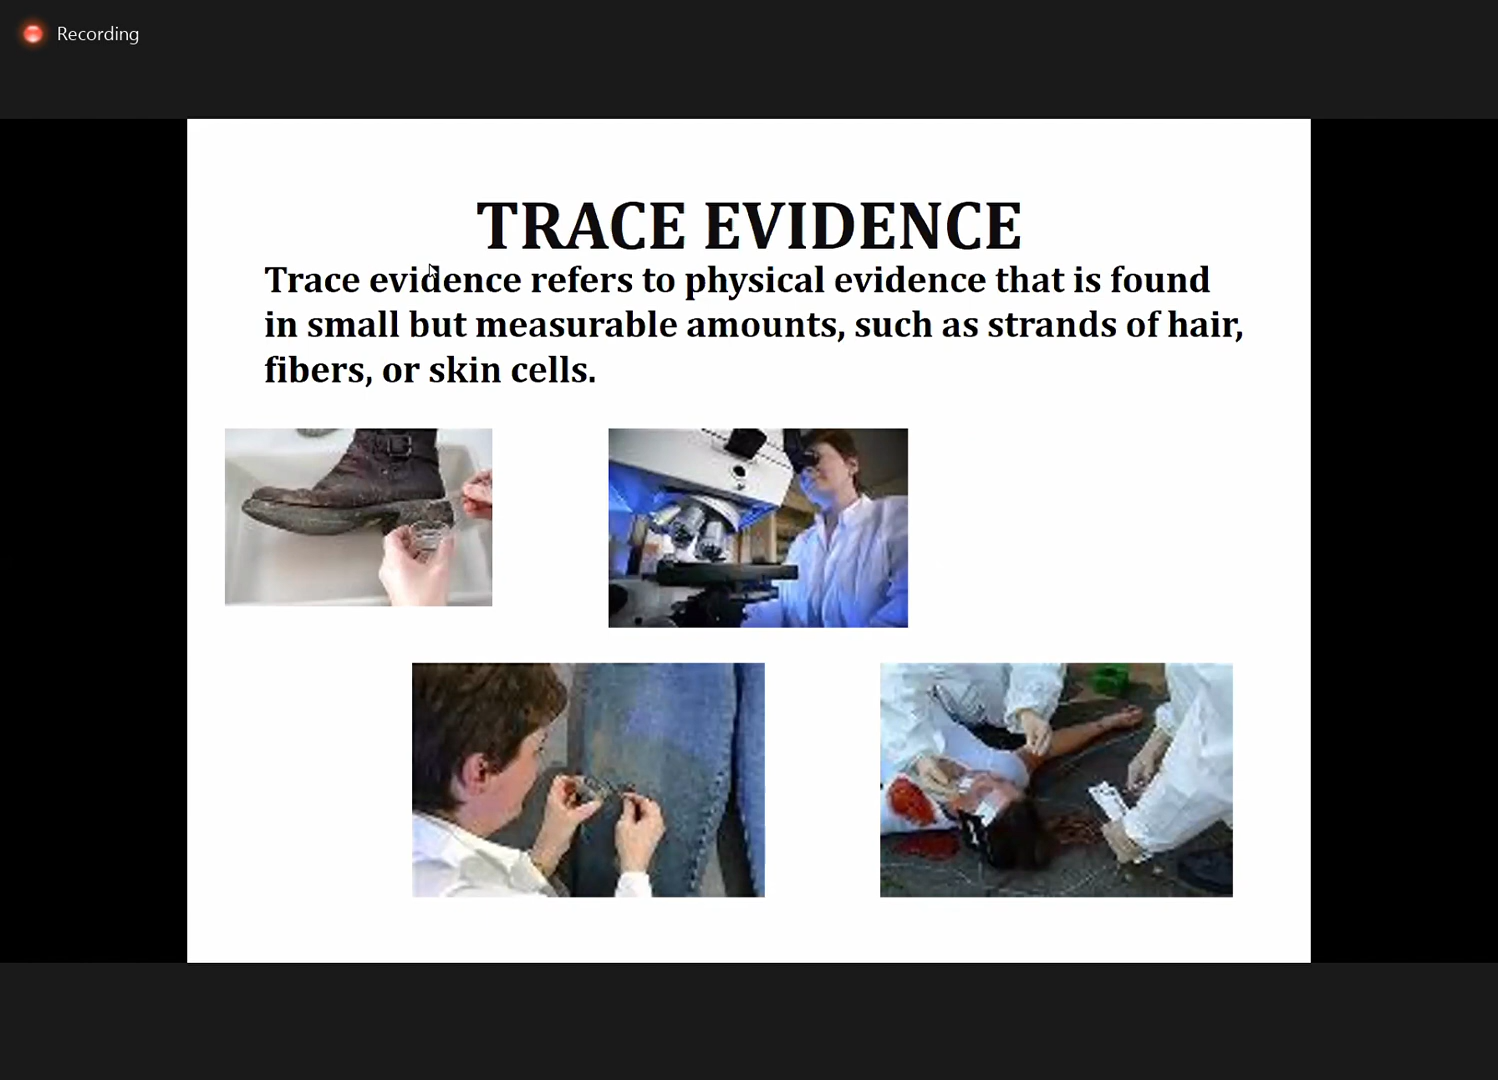 Recording
TRACE EVIDENCE
Trace evidence refers to physical evidence that is found
in small but measurable amounts, such as strands of hair,
fibers, or skin cells.